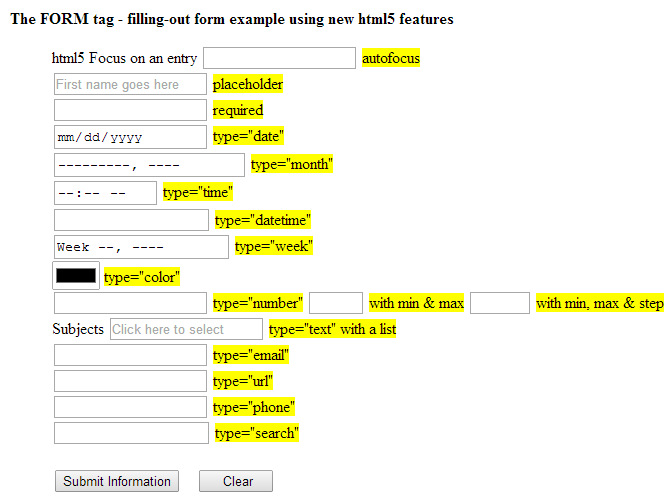 The FORM tag - filling-out form example using new html5 features
html5 Focus on an entry autofocus
First name goes here placeholder
required
mm/dd/yyyy type="date"
---------, ---- type="month"
--:-- -- type="time"
type="datetime"
Week --, ---- type="week"
type="color"
type="number" with min & max with min, max & step
Subjects Click here to select type="text" with a list
type="email"
type="url"
type="phone"
type="search"
Submit Information Clear